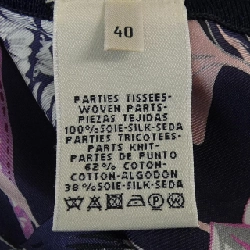 40
PARTIES TISSEES-
WOVEN PARTS-
PIEZAS TEJIDAS
100%SOIE-SILK-SEDA
PARTIES TRICOTEES-
PARTS KNIT-
PARTES DE PUNTO
62% COTON-
COTTON-ALGODON
38%SOIE-SILK-SEDA